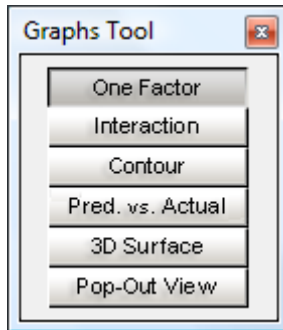 Graphs Tool
One Factor
Interaction
Contour
Pred. vs. Actual
3D Surface
Pop-Out View